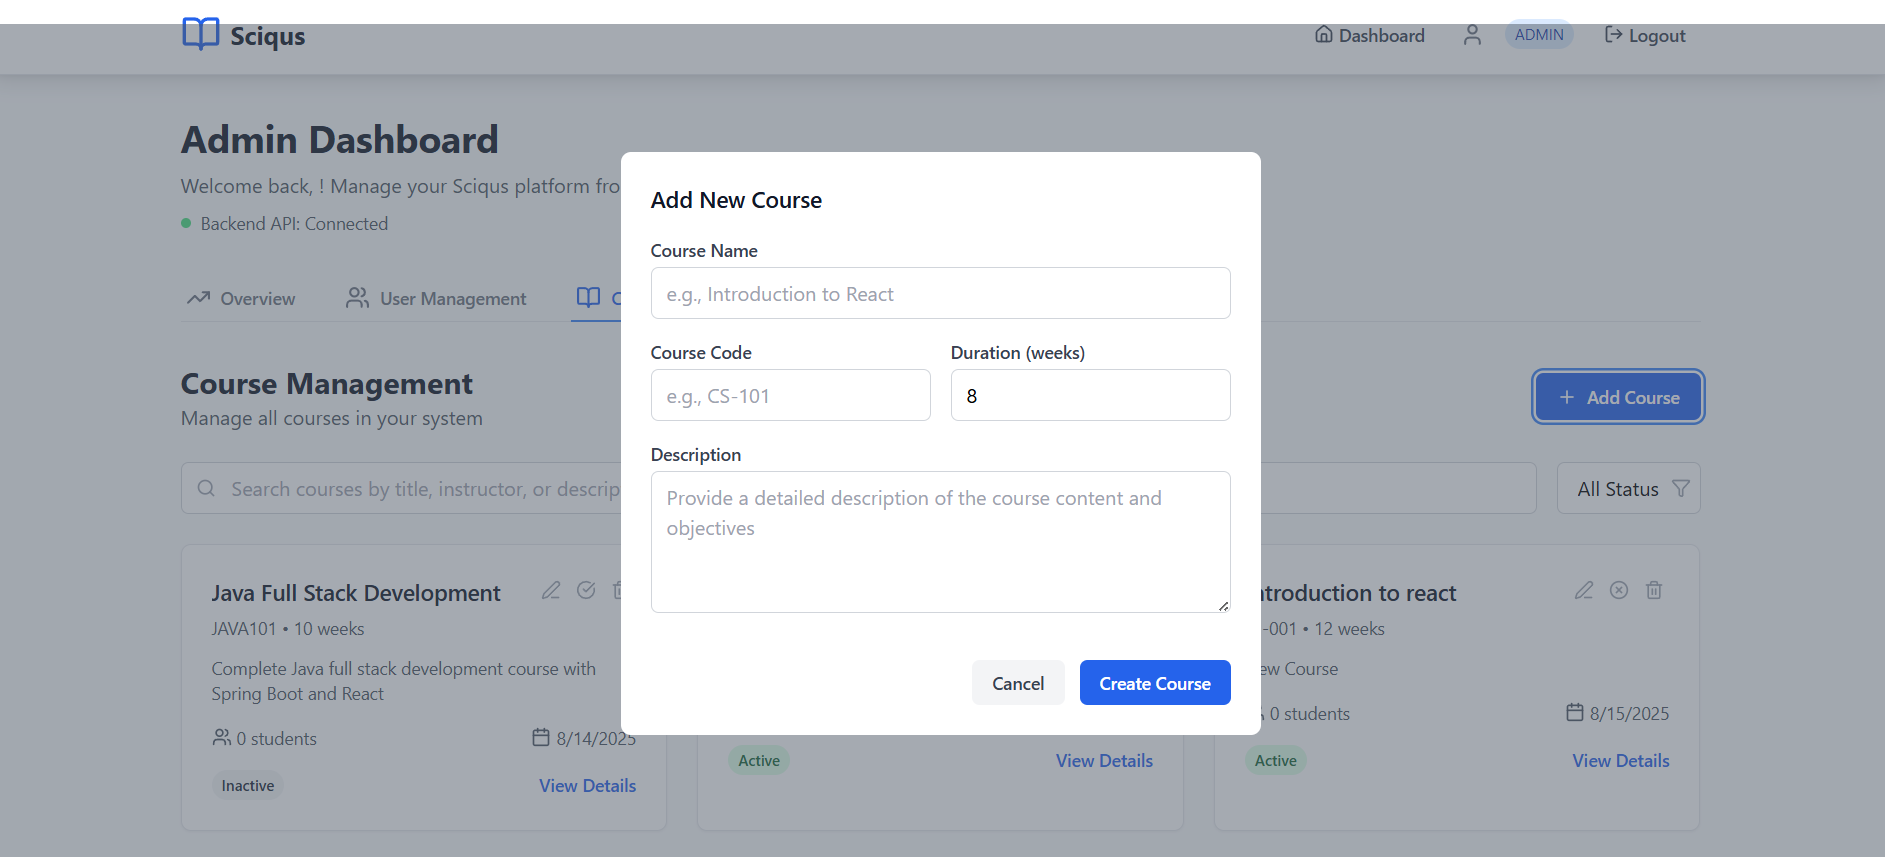 Sciqus
Dashboard ADMIN Logout
Admin Dashboard
Welcome back, ! Manage your Sciqus platform
Backend API: Connected
Overview User Management
Course Management
Manage all courses in your system
Add Course
Search courses by title, instructor, or
All Status
Java Full Stack Development
JAVA101 • 10 weeks
Complete Java full stack development course with
Spring Boot and React
0 students 8/14/2025
Inactive View Details
Active View Details
troduction to react
-001 • 12 weeks
ew Course
0 students 8/15/2025
Active View Details
Add New Course
Course Name
e.g., Introduction to React
Course Code Duration (weeks)
e.g., CS-101 8
Description
Provide a detailed description of the course content and
objectives
Cancel Create Course